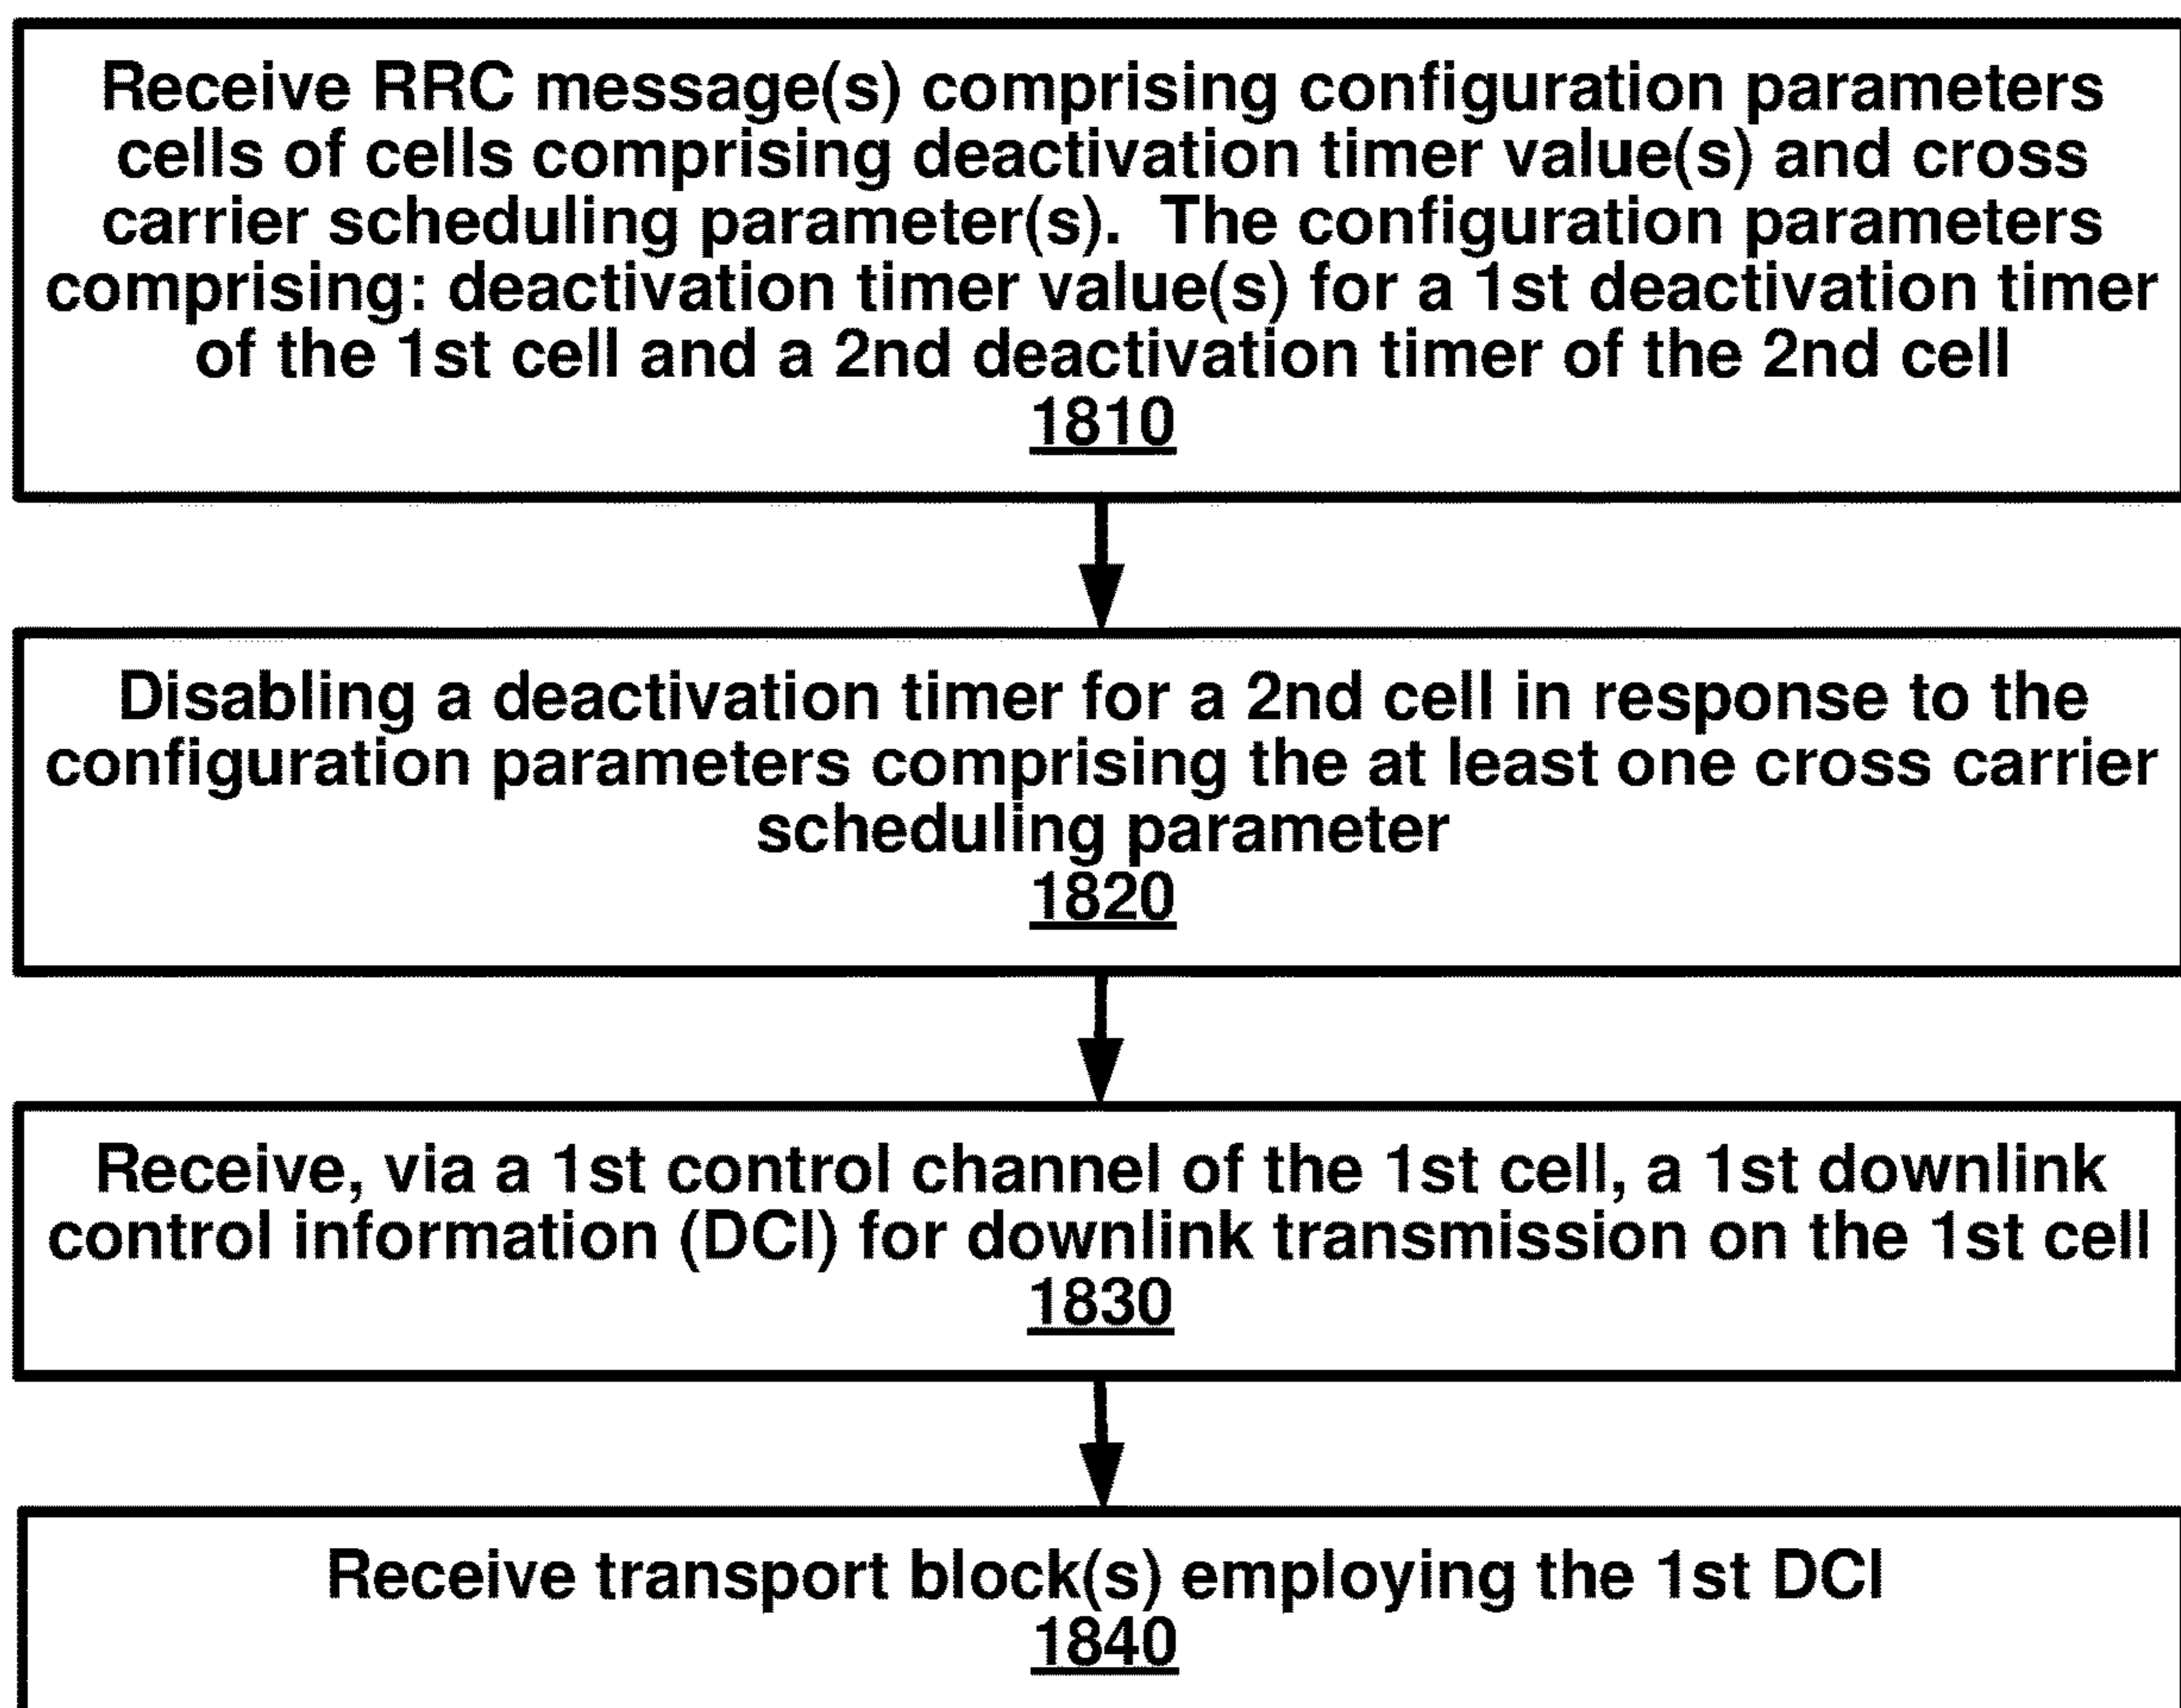 Receive RRC message(s) comprising configuration parameters
cells of cells comprising deactivation timer value(s) and cross
carrier scheduling parameter(s).  The configuration parameters
comprising: deactivation timer value(s) for a 1st deactivation timer
of the 1st cell and a 2nd deactivation timer of the 2nd cell
1810
Disabling a deactivation timer for a 2nd cell in response to the
configuration parameters comprising the at least one cross carrier
scheduling parameter
1820
Receive, via a 1st control channel of the 1st cell, a 1st downlink
control information (DCI) for downlink transmission on the 1st cell
1830
Receive transport block(s) employing the 1st DCI
1840